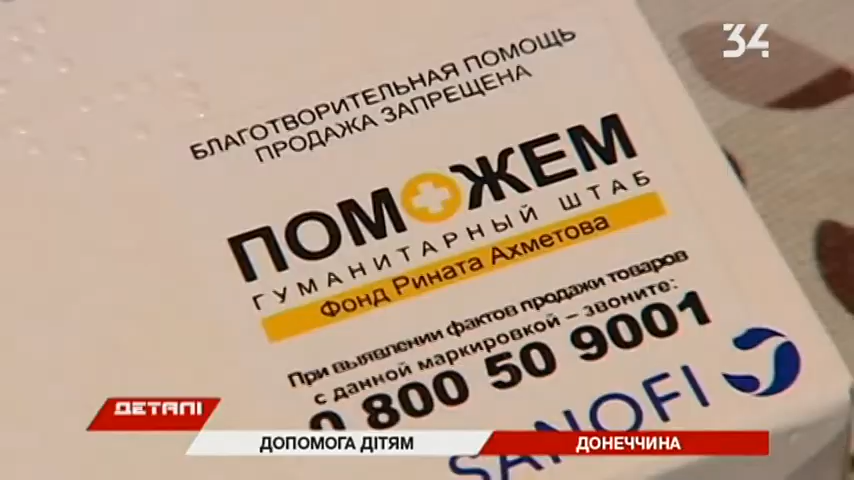 34
БЛАГОТВОРИТЕЛЬНАЯ ПОМОЩЬ
ПРОДАЖА ЗАПРЕЩЕНА
ПОМОЖЕМ
ГУМАНИТАРНЫЙ ШТАБ
Фонд Рината Ахметова
При выявлении фактов продажи товаров
с данной маркировкой – звоните:
0 800 50 9001
SANOFI
ДЕТАЛІ
ДОПОМОГА ДІТЯМ
ДОНЕЧЧИНА